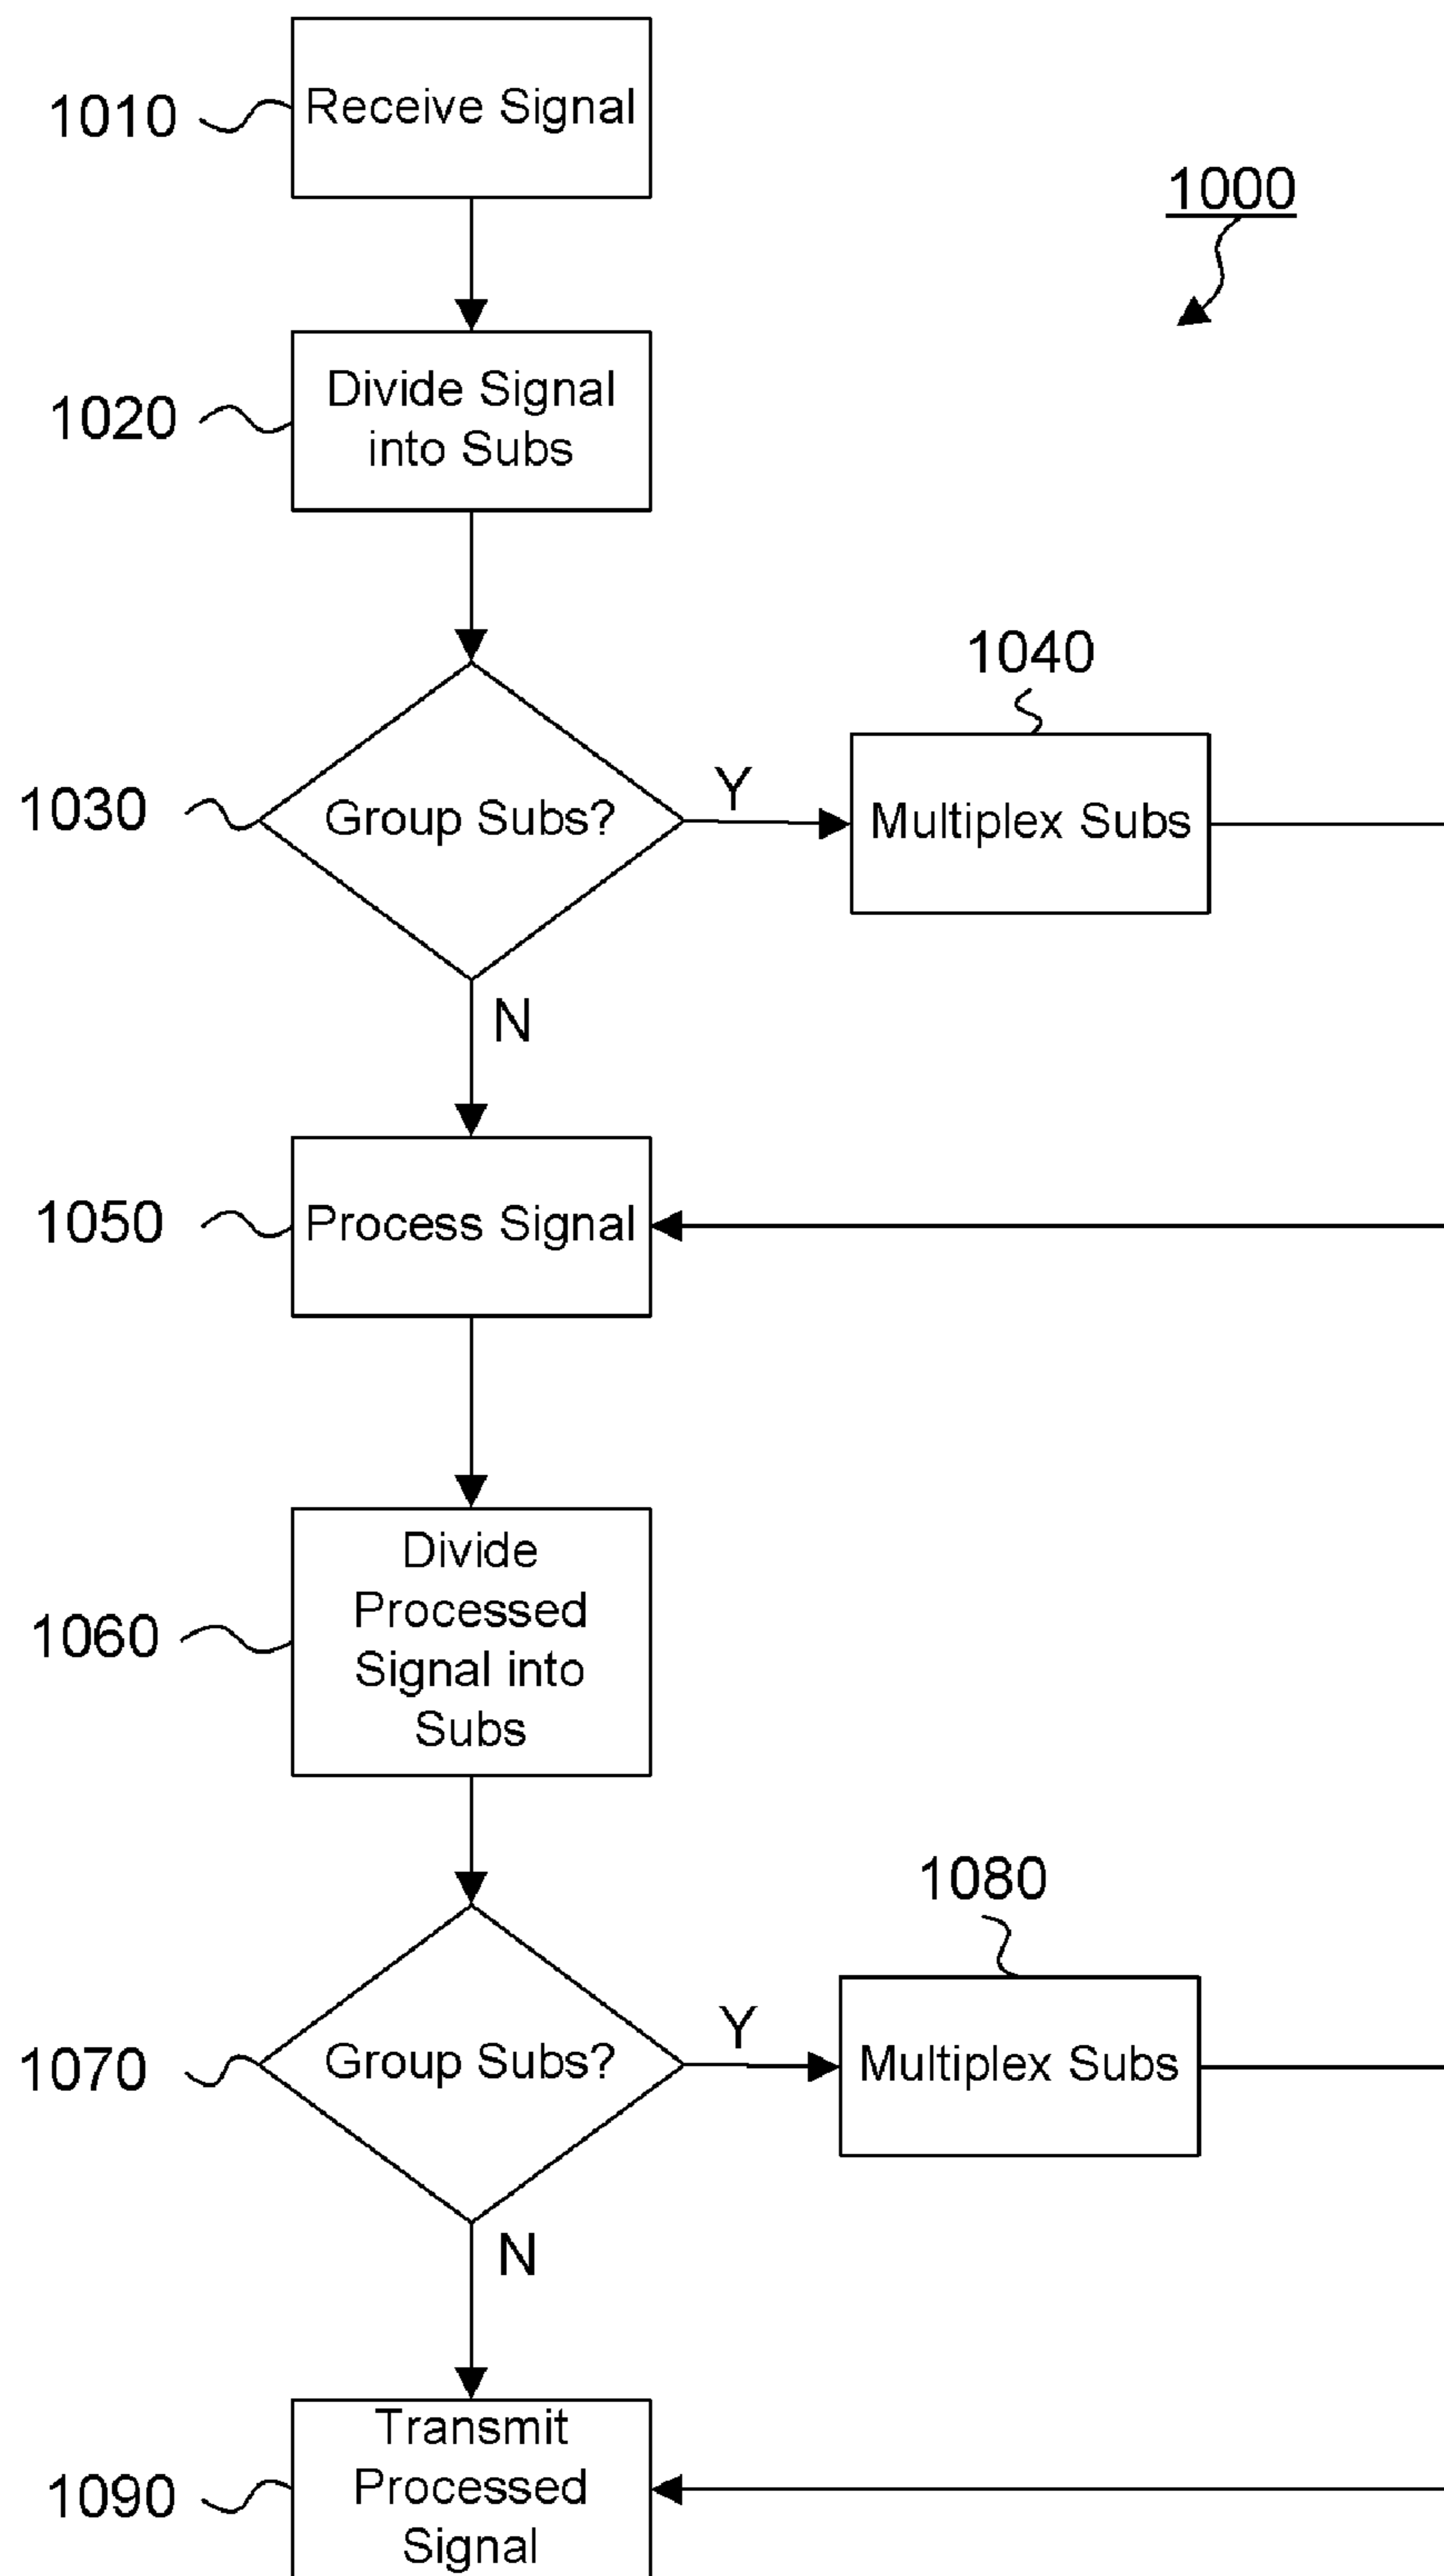 1010
Receive Signal
1000
1020
Divide Signal
into Subs
1040
1030
Group Subs?
Y
Multiplex Subs
N
1050
Process Signal
1060
Divide
Processed
Signal into
Subs
1080
1070
Group Subs?
Y
Multiplex Subs
N
1090
Transmit
Processed
Signal